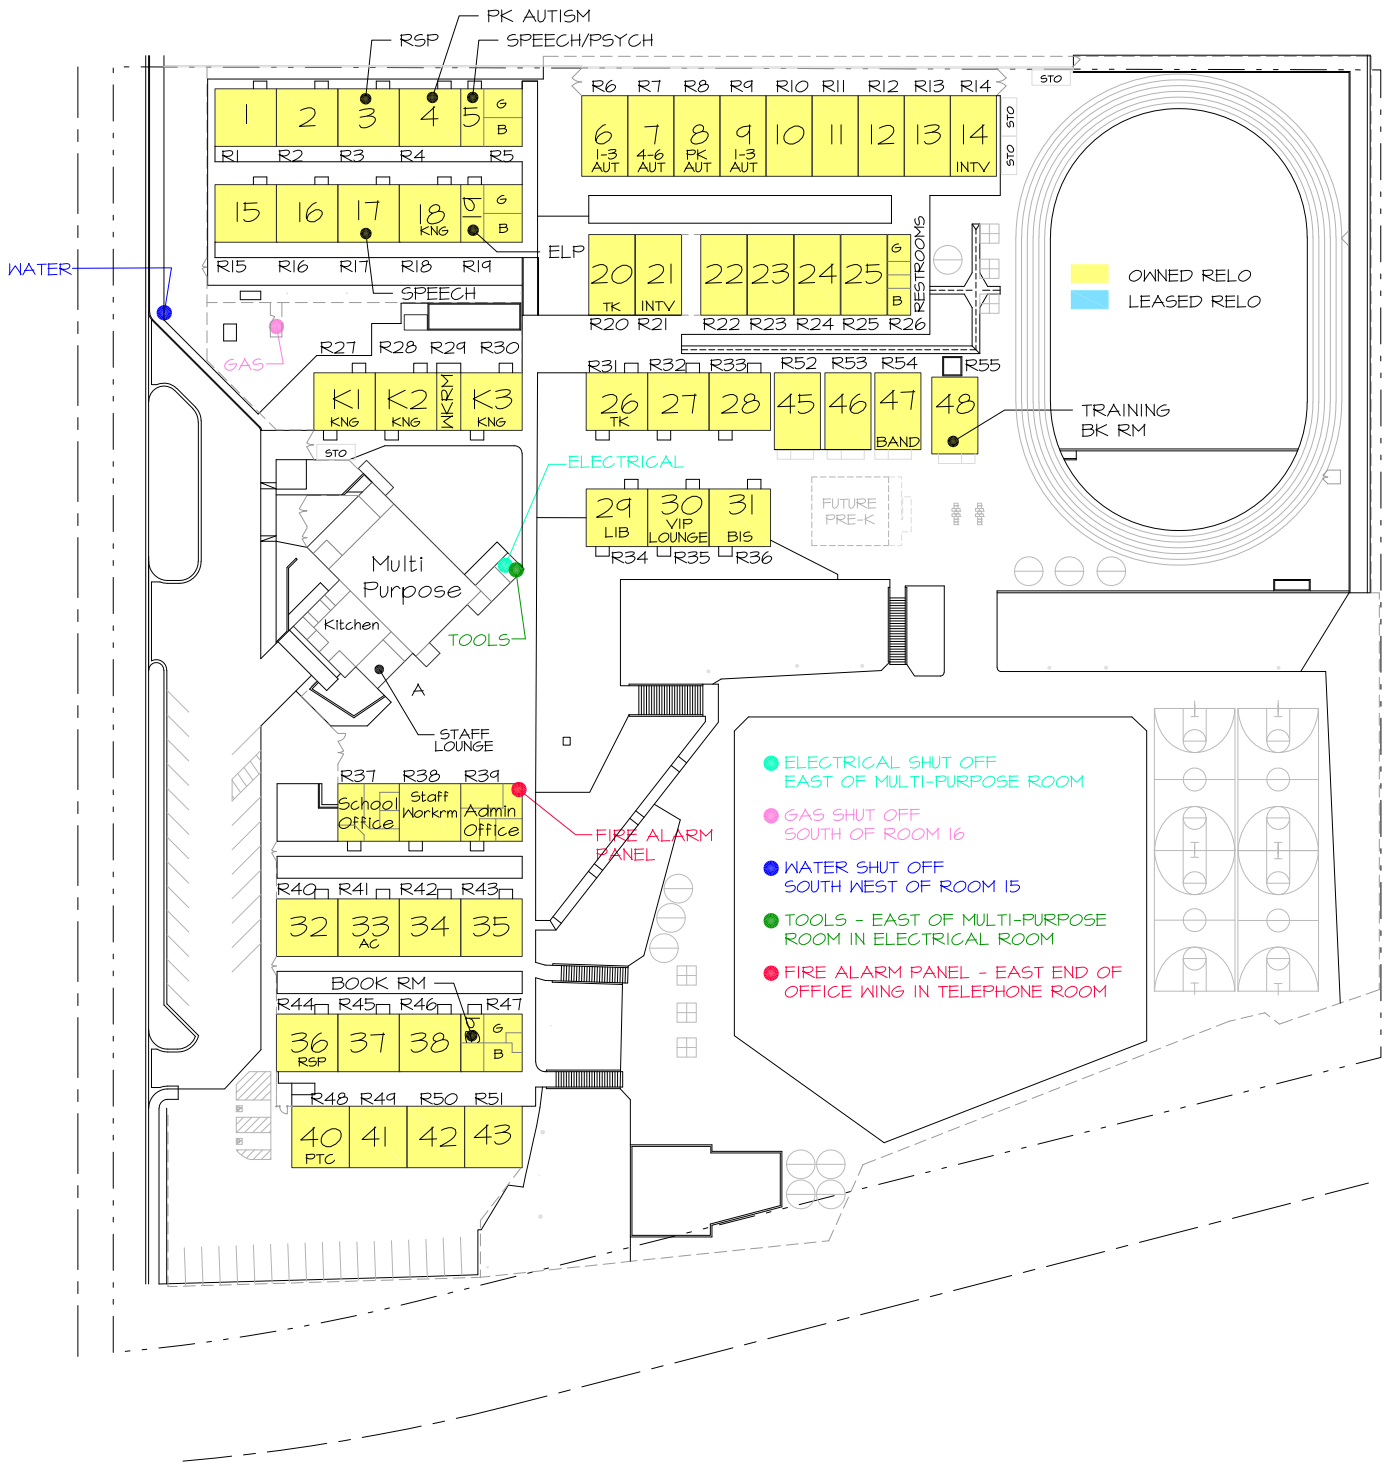 PK AUTISM
RSP
SPEECH/PSYCH
1
2
3
4
5
G
B
R1
R2
R3
R4
R5
R6
R7
R8
R9
R10
R11
R12
R13
R14
STO
6
1-3
AUT
7
4-6
AUT
8
PK
AUT
9
1-3
AUT
10
11
12
13
14
INTV
STO
STO
15
16
17
18
KNG
19
G
B
ELP
R15
R16
R17
R18
R19
SPEECH
WATER
GAS
20
TK
21
INTV
22
23
24
25
G
B
RESTROOMS
R20
R21
R22
R23
R24
R25
R26
OWNED RELO
LEASED RELO
R27
R28
R29
R30
K1
KNG
K2
KNG
WKRM
K3
KNG
STO
R31
R32
R33
R52
R53
R54
R55
26
TK
27
28
45
46
47
BAND
48
TRAINING
BK RM
ELECTRICAL
29
LIB
30
VIP
LOUNGE
31
BIS
R34
R35
R36
FUTURE
PRE-K
Multi
Purpose
Kitchen
TOOLS
A
STAFF
LOUNGE
R37
R38
R39
School
Office
Staff
Workrm
Admin
Office
FIRE ALARM
PANEL
ELECTRICAL SHUT OFF
EAST OF MULTI-PURPOSE ROOM
GAS SHUT OFF
SOUTH OF ROOM 16
WATER SHUT OFF
SOUTH WEST OF ROOM 15
TOOLS - EAST OF MULTI-PURPOSE
ROOM IN ELECTRICAL ROOM
FIRE ALARM PANEL - EAST END OF
OFFICE WING IN TELEPHONE ROOM
R40
R41
R42
R43
32
33
AC
34
35
BOOK RM
R44
R45
R46
R47
36
RSP
37
38
39
G
B
R48
R49
R50
R51
40
PTC
41
42
43